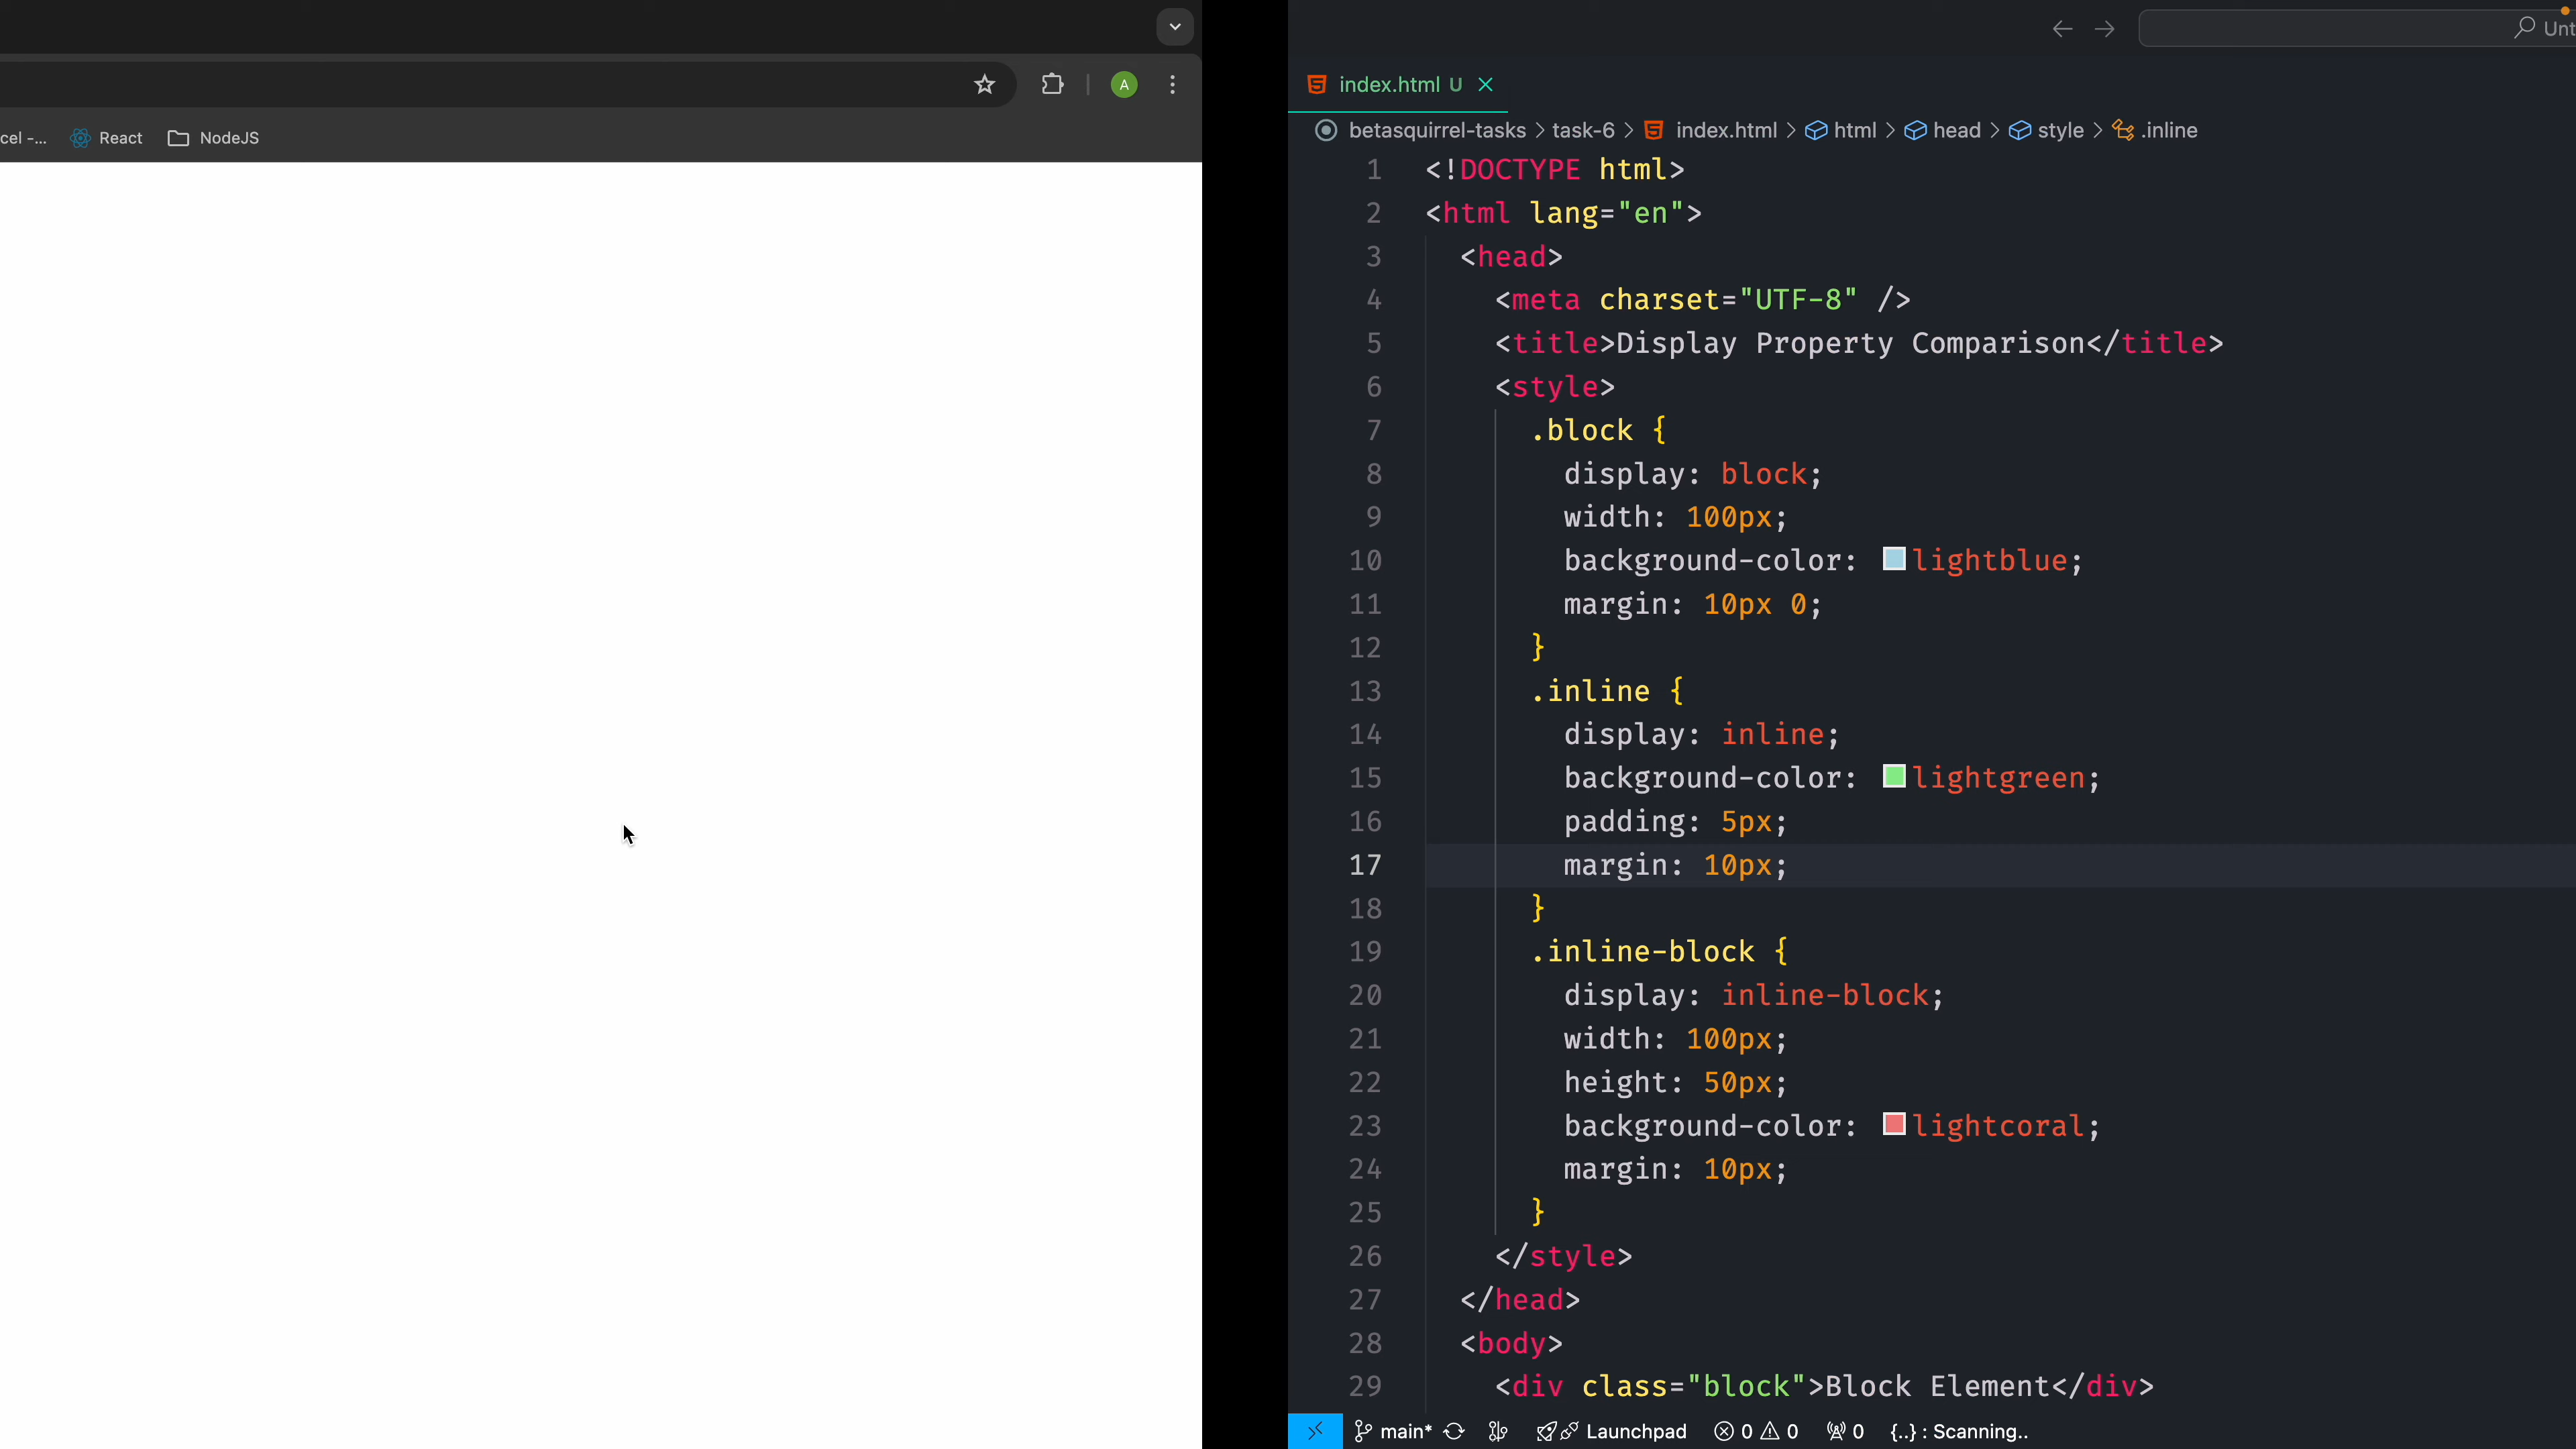 A
cel -...
React
NodeJS
Unt
index.html U
betasquirrel-tasks > task-6 > index.html > html > head > style > .inline
1 <!DOCTYPE html>
2 <html lang="en">
3 <head>
4 <meta charset="UTF-8" />
5 <title>Display Property Comparison</title>
6 <style>
7 .block {
8 display: block;
9 width: 100px;
10 background-color: lightblue;
11 margin: 10px 0;
12 }
13 .inline {
14 display: inline;
15 background-color: lightgreen;
16 padding: 5px;
17 margin: 10px;
18 }
19 .inline-block {
20 display: inline-block;
21 width: 100px;
22 height: 50px;
23 background-color: lightcoral;
24 margin: 10px;
25 }
26 </style>
27 </head>
28 <body>
29 <div class="block">Block Element</div>
main* Launchpad 0 0 0 {..} : Scanning..